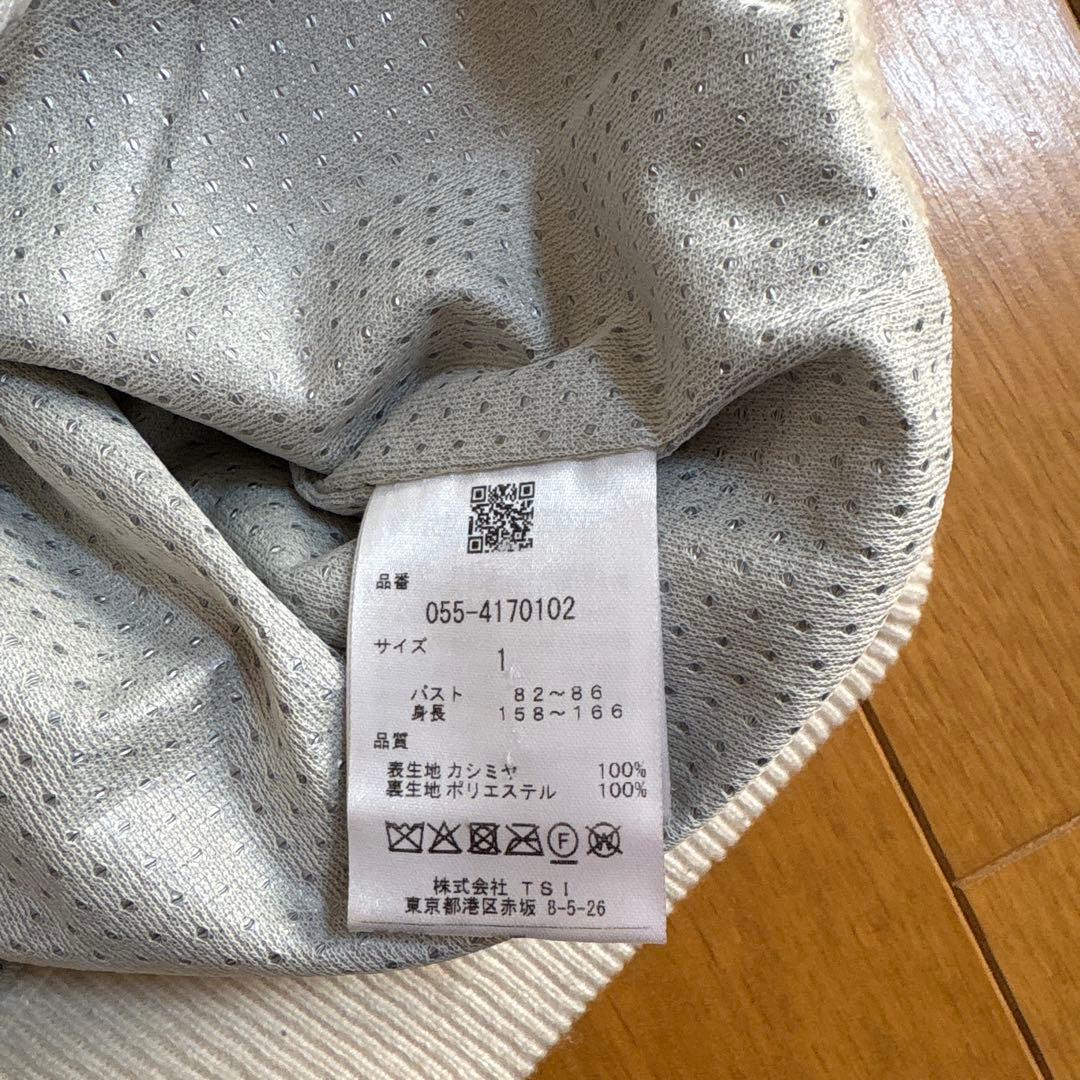 品番
055-4170102
サイズ
1
バスト 82～86
身長 158～166
品質
表生地 カシミヤ 100%
裏生地 ポリエステル 100%
F W
株式会社 TSI
東京都港区赤坂 8-5-26